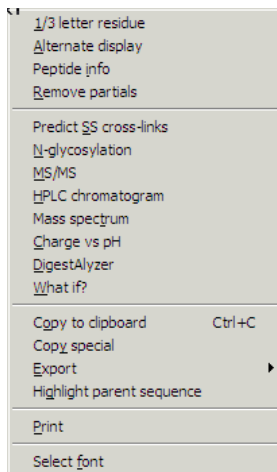 1/3 letter residue
Alternate display
Peptide info
Remove partials
Predict SS cross-links
N-glycosylation
MS/MS
HPLC chromatogram
Mass spectrum
Charge vs pH
DigestAlyzer
What if?
Copy to clipboard Ctrl+C
Copy special
Export
Highlight parent sequence
Print
Select font